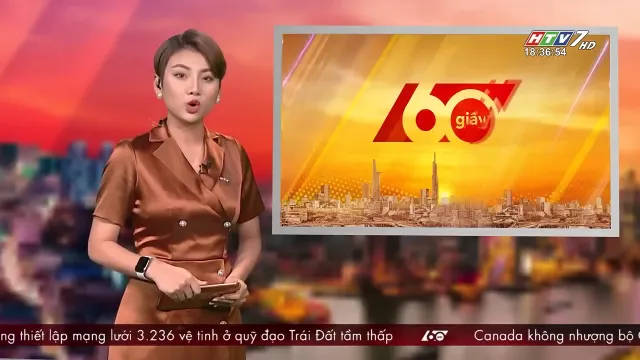 HTV7 HD
18:36:54
60
giây
ng thiết lập mạng lưới 3.236 vệ tinh ở quỹ đạo Trái Đất tầm thấp 60 Canada không nhượng bộ